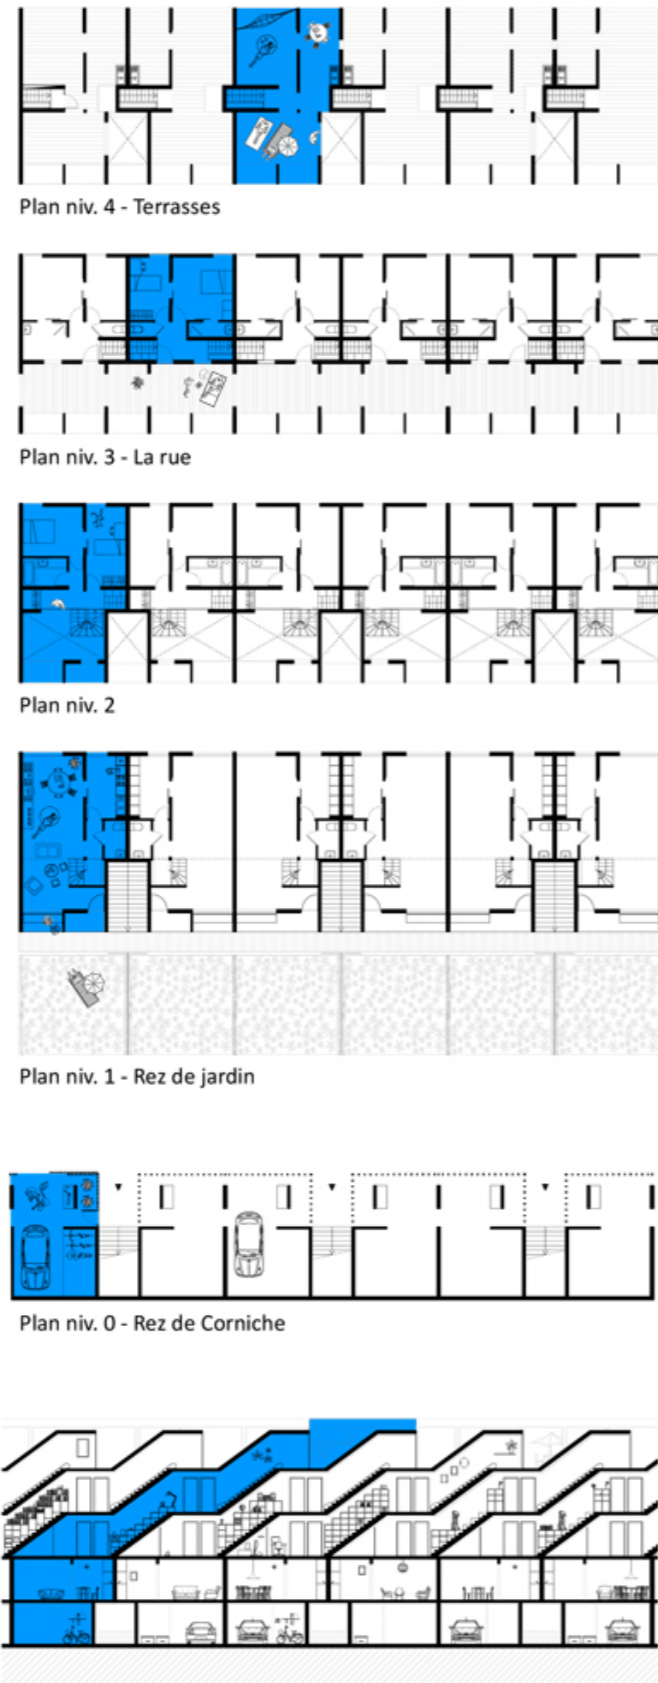 Plan niv. 4 - Terrasses
Plan niv. 3 - La rue
Plan niv. 2
Plan niv. 1 - Rez de jardin
Plan niv. 0 - Rez de Corniche